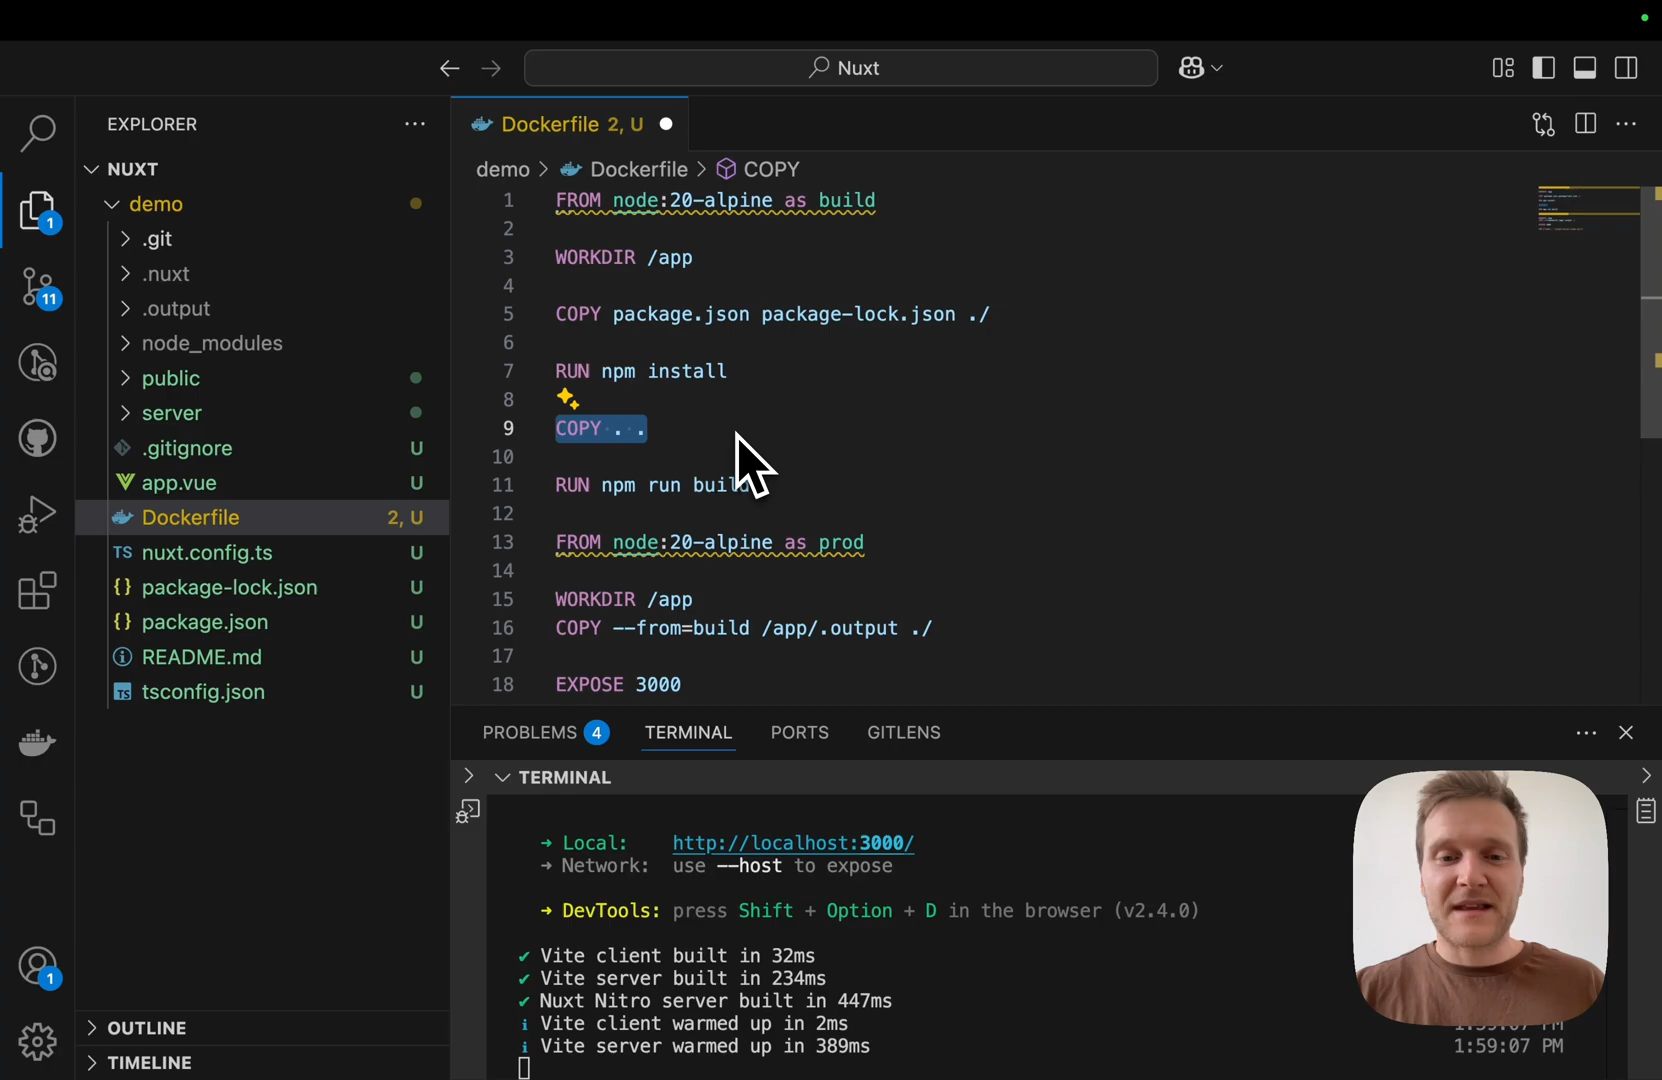 Nuxt
EXPLORER
NUXT
demo
.git
.nuxt
.output
node_modules
public
server
.gitignore U
app.vue U
Dockerfile 2, U
nuxt.config.ts U
package-lock.json U
package.json U
README.md U
tsconfig.json U
OUTLINE
TIMELINE
1
11
1
Dockerfile 2, U
demo > Dockerfile > COPY
1 FROM node:20-alpine as build
2
3 WORKDIR /app
4
5 COPY package.json package-lock.json ./
6
7 RUN npm install
8
9 COPY . .
10
11 RUN npm run build
12
13 FROM node:20-alpine as prod
14
15 WORKDIR /app
16 COPY --from=build /app/.output ./
17
18 EXPOSE 3000
PROBLEMS 4 TERMINAL PORTS GITLENS
TERMINAL
➜ Local: http://localhost:3000/
➜ Network: use --host to expose
➜ DevTools: press Shift + Option + D in the browser (v2.4.0)
✔ Vite client built in 32ms
✔ Vite server built in 234ms
✔ Nuxt Nitro server built in 447ms
ℹ Vite client warmed up in 2ms
ℹ Vite server warmed up in 389ms 1:59:07 PM